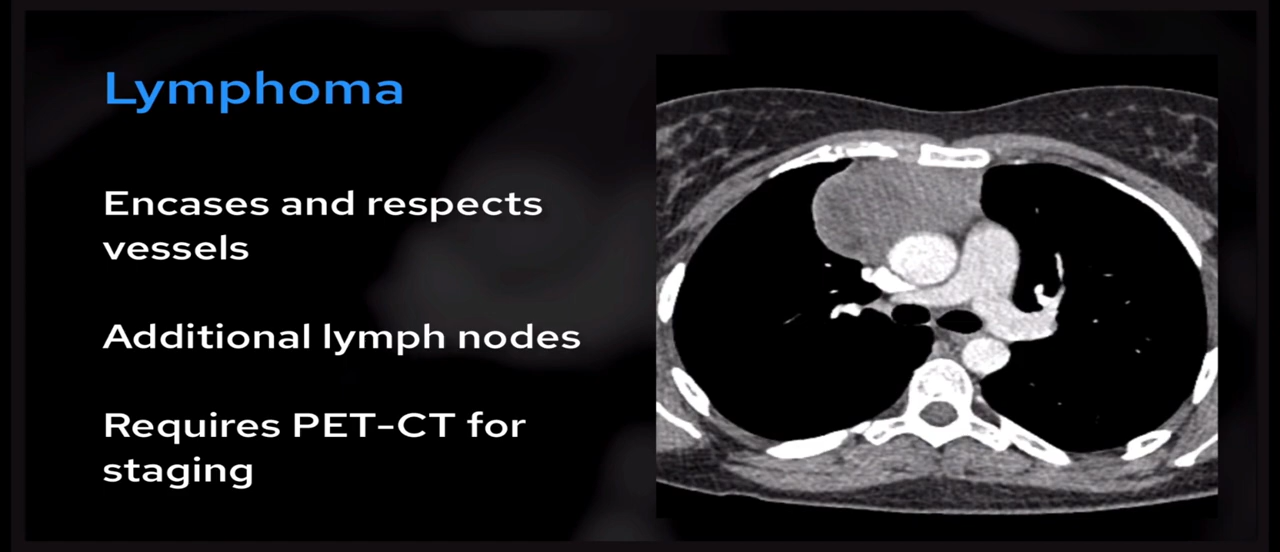 Lymphoma
Encases and respects
vessels
Additional lymph nodes
Requires PET-CT for
staging